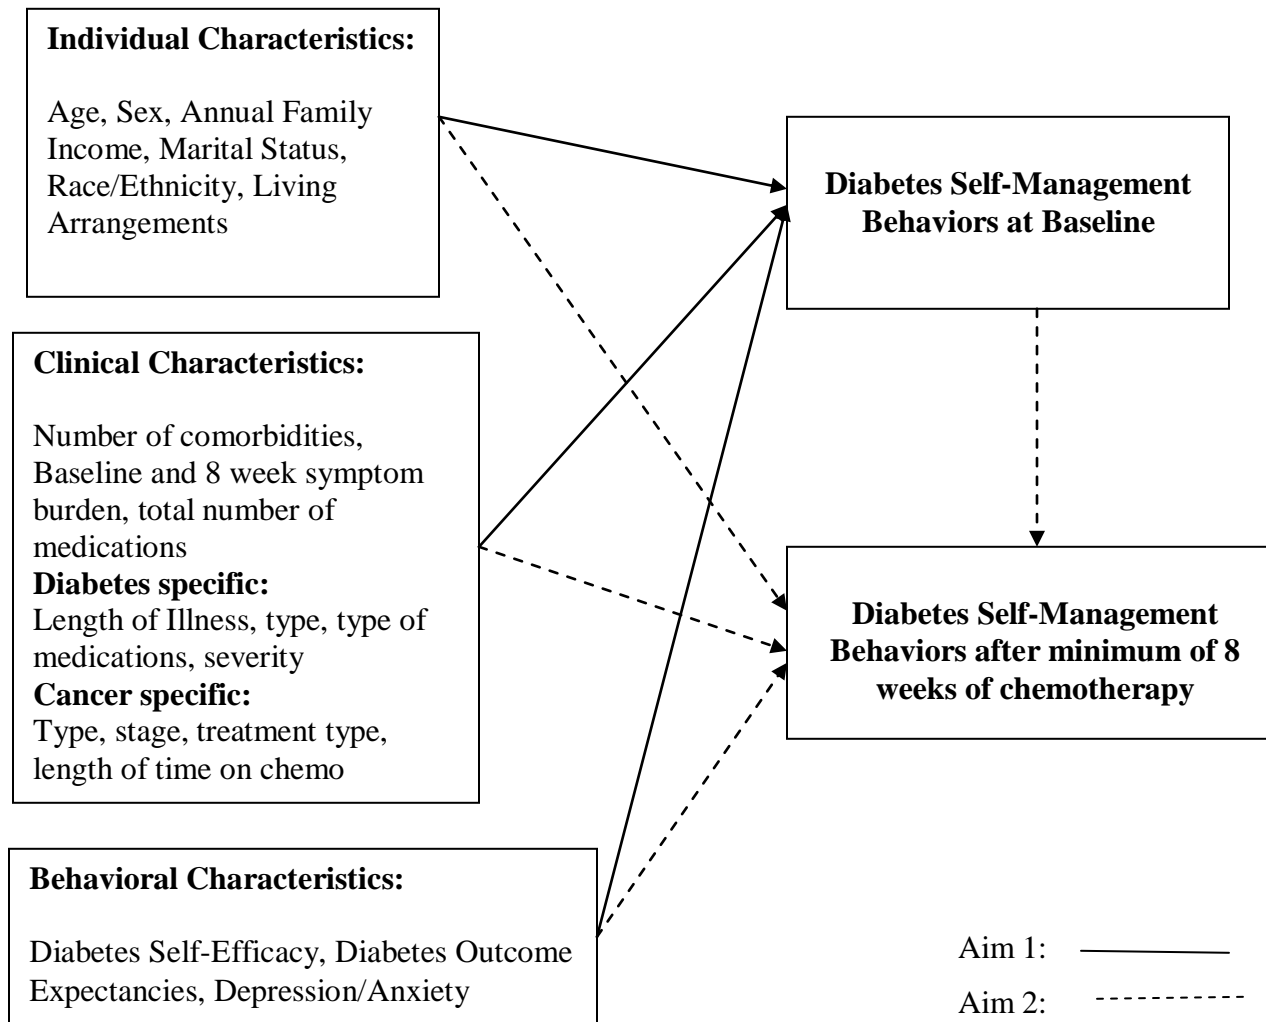 Individual Characteristics:
Age, Sex, Annual Family
Income, Marital Status,
Race/Ethnicity, Living
Arrangements
Diabetes Self-Management
Behaviors at Baseline
Clinical Characteristics:
Number of comorbidities,
Baseline and 8 week symptom
burden, total number of
medications
Diabetes specific:
Length of Illness, type, type of
medications, severity
Cancer specific:
Type, stage, treatment type,
length of time on chemo
Diabetes Self-Management
Behaviors after minimum of 8
weeks of chemotherapy
Behavioral Characteristics:
Diabetes Self-Efficacy, Diabetes Outcome
Expectancies, Depression/Anxiety
Aim 1:
Aim 2: